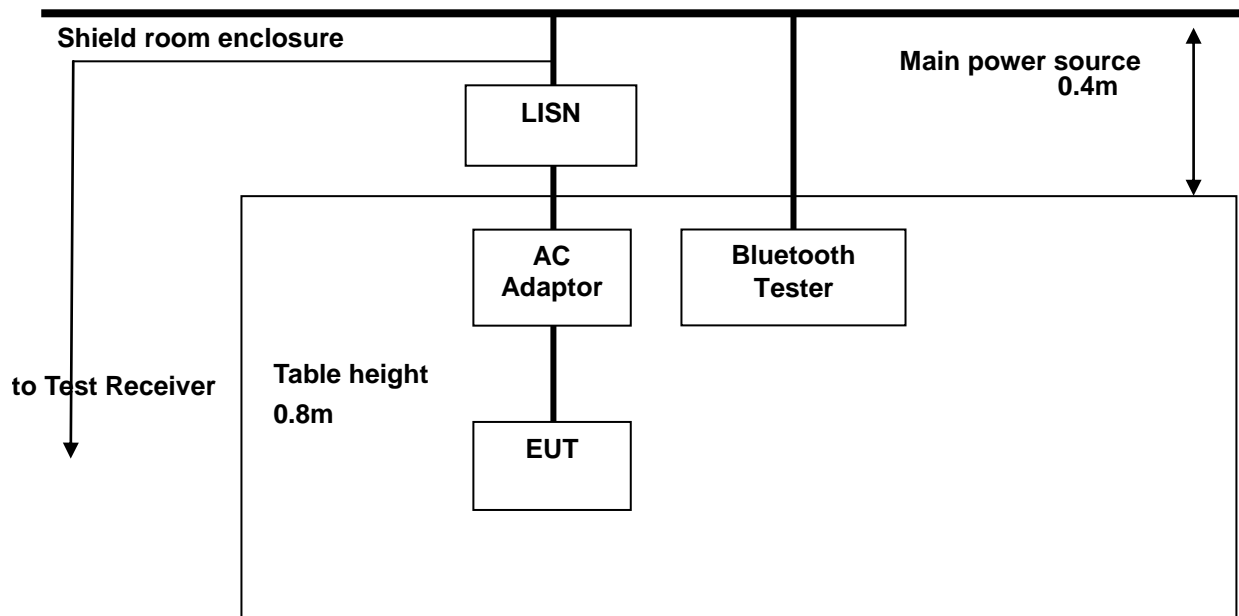 Shield room enclosure
Main power source
0.4m
LISN
AC
Adaptor
Bluetooth
Tester
to Test Receiver
Table height
0.8m
EUT